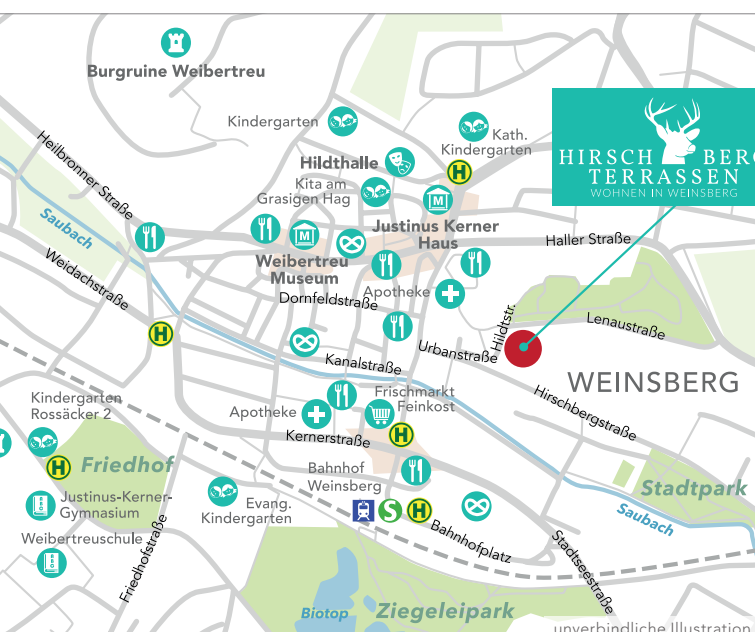 Burgruine Weibertreu
Kindergarten
Kath.
Kindergarten
HIRSCH BERG
TERRASSEN
WOHNEN IN WEINSBERG
Hildthalle
Kita am
Grasigen Hag
H
M
Heilbronner Straße
Saubach
Weidachstraße
M
Justinus Kerner
Haus
Weibertreu
Museum
Haller Straße
Apotheke
Dornfeldstraße
Hildtstr.
Lenaustraße
H
Urbanstraße
Kanalstraße
WEINSBERG
Hirschbergstraße
Kindergarten
Rossäcker 2
Apotheke
Frischmarkt
Feinkost
H
Kernerstraße
H
Friedhof
Bahnhof
Weinsberg
Stadtpark
Justinus-Kerner-
Gymnasium
Evang.
Kindergarten
S
H
Saubach
Weibertreuschule
Bahnhofplatz
Friedhofstraße
Stadtseestraße
Biotop
Ziegeleipark
unverbindliche Illustration